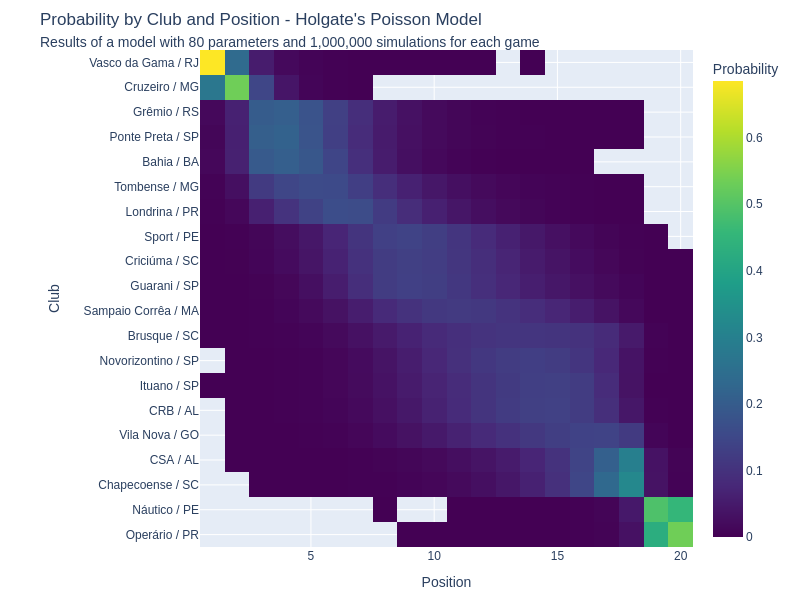 Probability by Club and Position - Holgate's Poisson Model
Results of a model with 80 parameters and 1,000,000 simulations for each game
Probability
Vasco da Gama / RJ
Cruzeiro / MG
Grêmio / RS
Ponte Preta / SP
Bahia / BA
Tombense / MG
Londrina / PR
Sport / PE
Criciúma / SC
Guarani / SP
Sampaio Corrêa / MA
Brusque / SC
Novorizontino / SP
Ituano / SP
CRB / AL
Vila Nova / GO
CSA / AL
Chapecoense / SC
Náutico / PE
Operário / PR
Club
5 10 15 20
Position
0.6
0.5
0.4
0.3
0.2
0.1
0